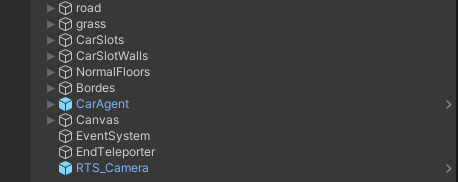 road
grass
CarSlots
CarSlotWalls
NormalFloors
Bordes
CarAgent
Canvas
EventSystem
EndTeleporter
RTS_Camera